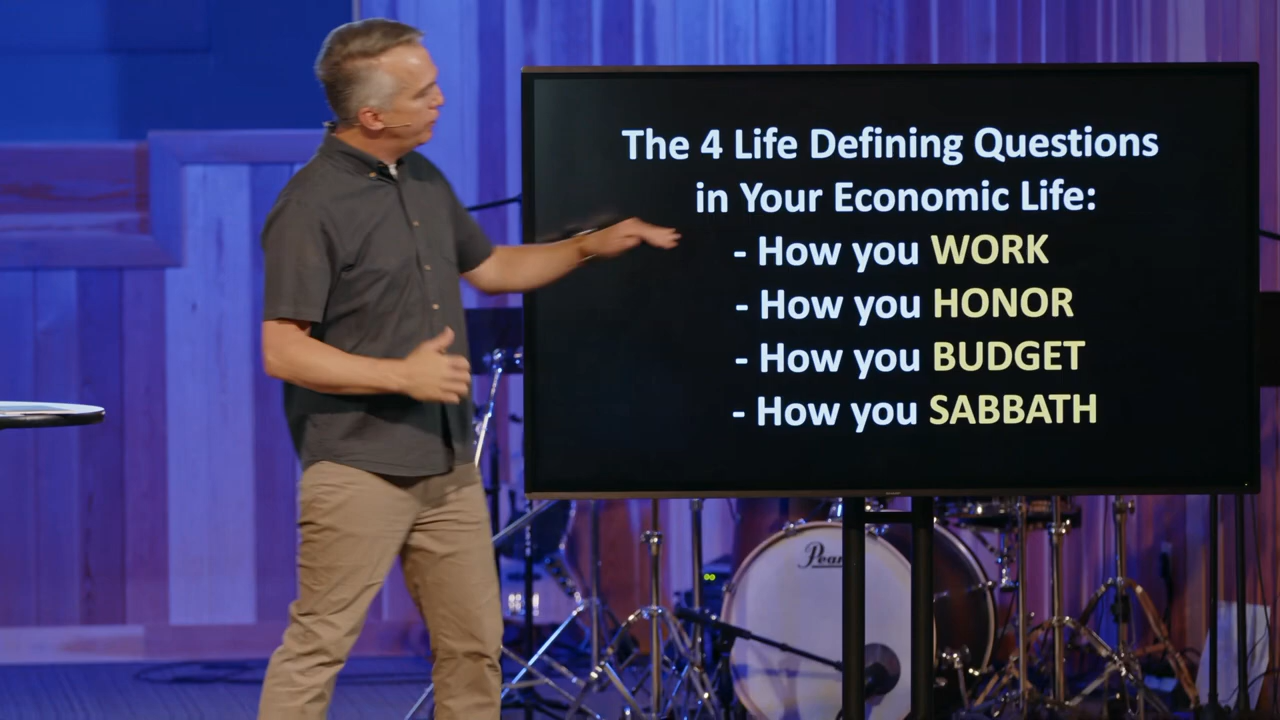 The 4 Life Defining Questions
in Your Economic Life:
- How you WORK
- How you HONOR
- How you BUDGET
- How you SABBATH